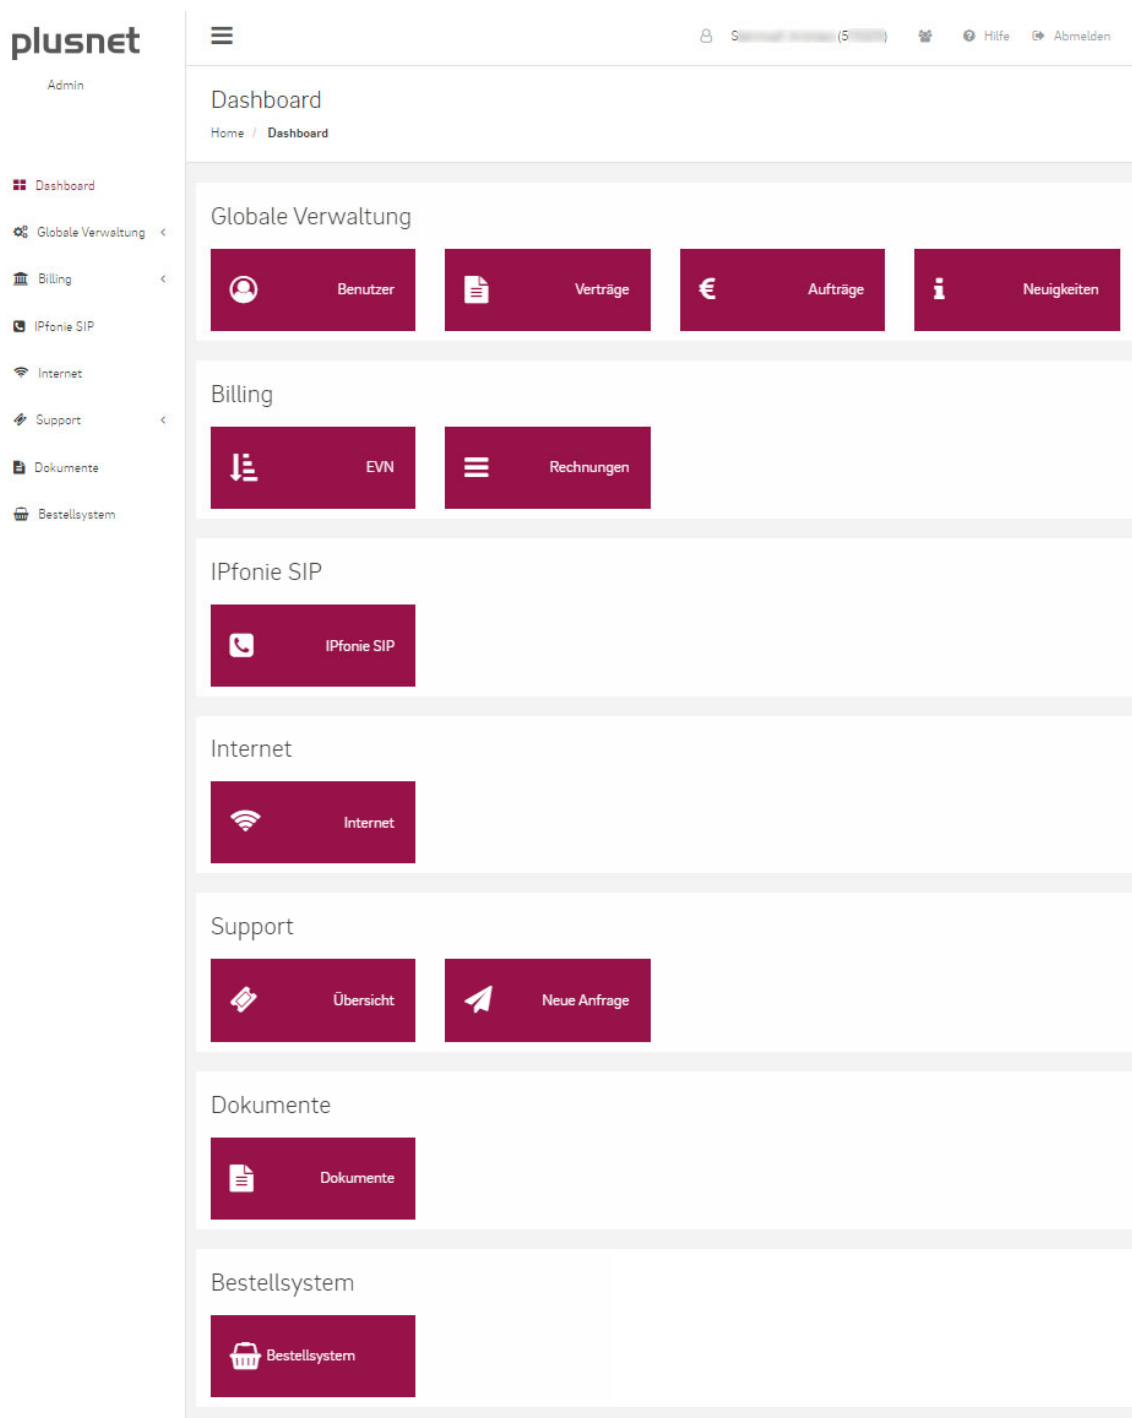 plusnet
Admin
Dashboard
Globale Verwaltung
Billing
IPfonie SIP
Internet
Support
Dokumente
Bestellsystem
Hilfe
Abmelden
Dashboard
Home / Dashboard
Globale Verwaltung
Benutzer
Verträge
Aufträge
Neuigkeiten
Billing
EVN
Rechnungen
IPfonie SIP
IPfonie SIP
Internet
Internet
Support
Übersicht
Neue Anfrage
Dokumente
Dokumente
Bestellsystem
Bestellsystem